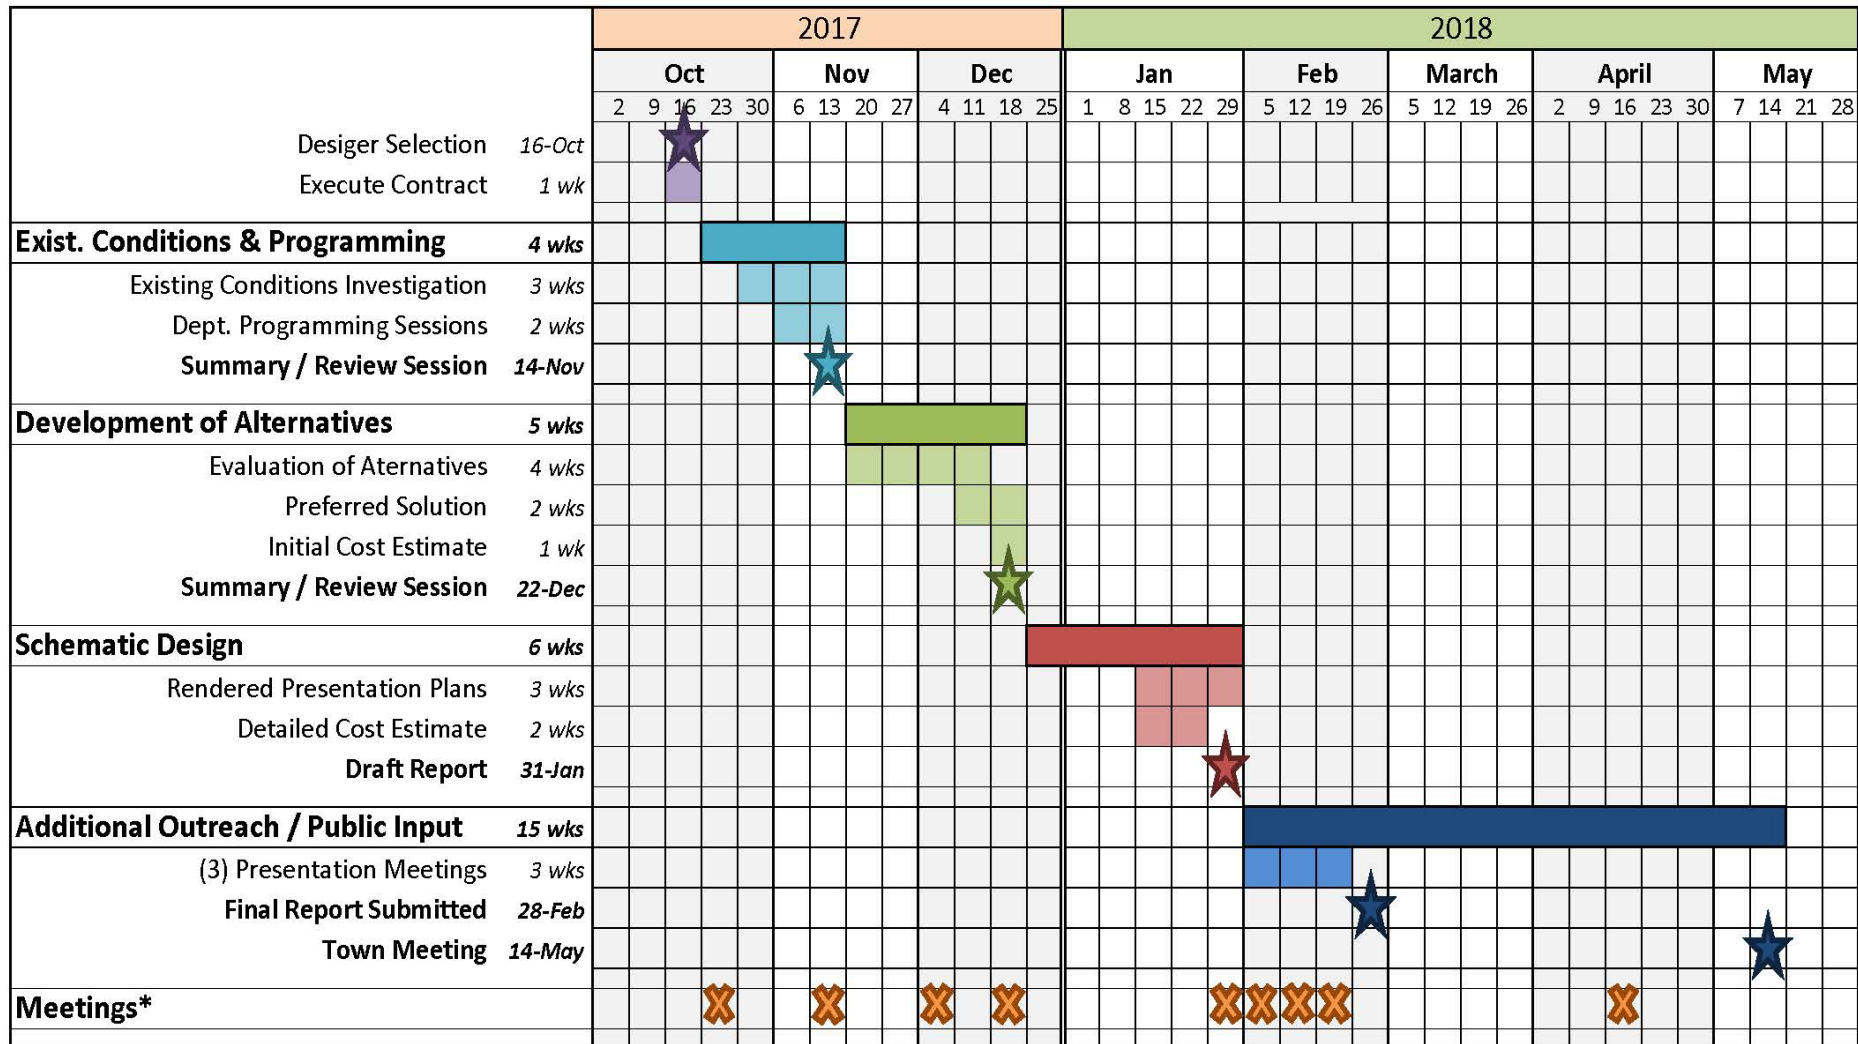 2017 2018
Oct Nov Dec Jan Feb March April May
2 9 16 23 30 6 13 20 27 4 11 18 25 1 8 15 22 29 5 12 19 26 5 12 19 26 2 9 16 23 30 7 14 21 28
Desiger Selection 16-Oct
Execute Contract 1 wk
Exist. Conditions & Programming 4 wks
Existing Conditions Investigation 3 wks
Dept. Programming Sessions 2 wks
Summary / Review Session 14-Nov
Development of Alternatives 5 wks
Evaluation of Aternatives 4 wks
Preferred Solution 2 wks
Initial Cost Estimate 1 wk
Summary / Review Session 22-Dec
Schematic Design 6 wks
Rendered Presentation Plans 3 wks
Detailed Cost Estimate 2 wks
Draft Report 31-Jan
Additional Outreach / Public Input 15 wks
(3) Presentation Meetings 3 wks
Final Report Submitted 28-Feb
Town Meeting 14-May
Meetings*